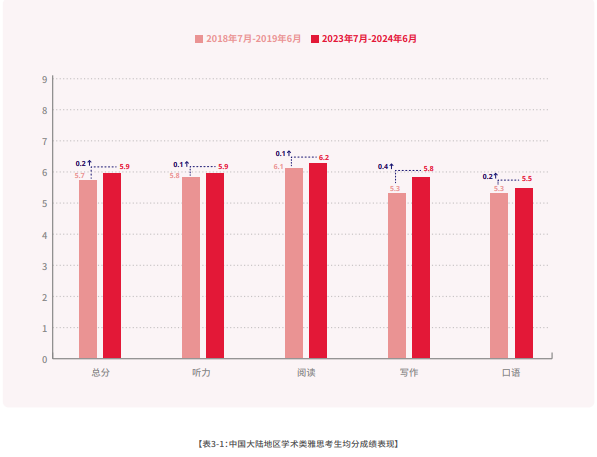 2018年7月-2019年6月 2023年7月-2024年6月
9
8
7
6
5
4
3
2
1
0
0.2↑ 5.7 5.9
0.1↑ 5.8 5.9
0.1↑ 6.1 6.2
0.4↑ 5.3 5.8
0.2↑ 5.3 5.5
总分 听力 阅读 写作 口语
【表3-1：中国大陆地区学术类雅思考生均分成绩表现】